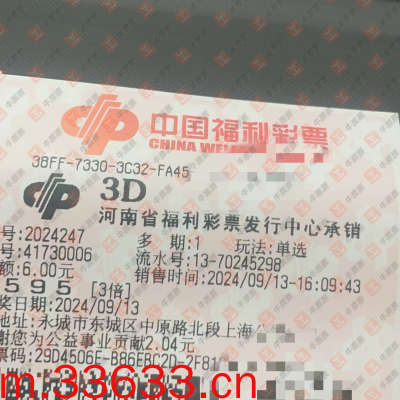 中国福利彩票
CHINA WEL
38FF-7330-3C32-FA45
3D
河南省福利彩票发行中心承销
号:2024247 多 期:1 玩法:单选
号:41730006 流水号:13-70245298
额:6.00元 销售时间:2024/09/13-16:09:43
595 [3倍]
奖日期:2024/09/13
地址:永城市东城区中原路北段上海
谢您为公益事业贡献2.04元
票码:29D4506E-B86EBC2D-2F81
m.33633.cn